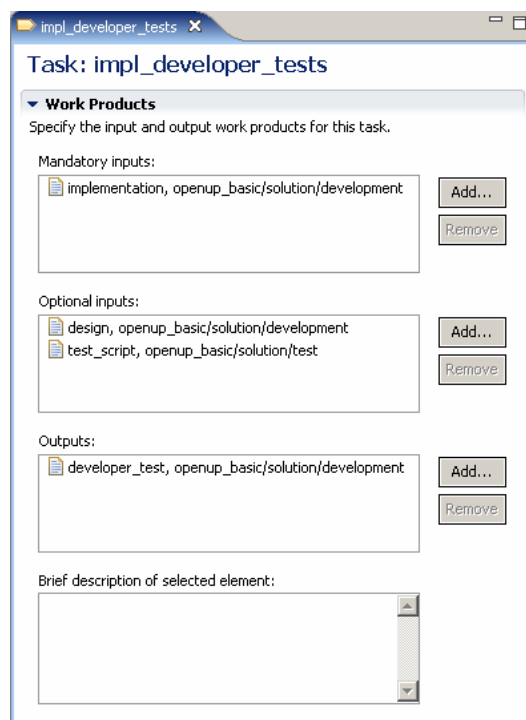 impl_developer_tests
Task: impl_developer_tests
Work Products
Specify the input and output work products for this task.
Mandatory inputs:
implementation, openup_basic/solution/development
Add...
Remove
Optional inputs:
design, openup_basic/solution/development
test_script, openup_basic/solution/test
Add...
Remove
Outputs:
developer_test, openup_basic/solution/development
Add...
Remove
Brief description of selected element: